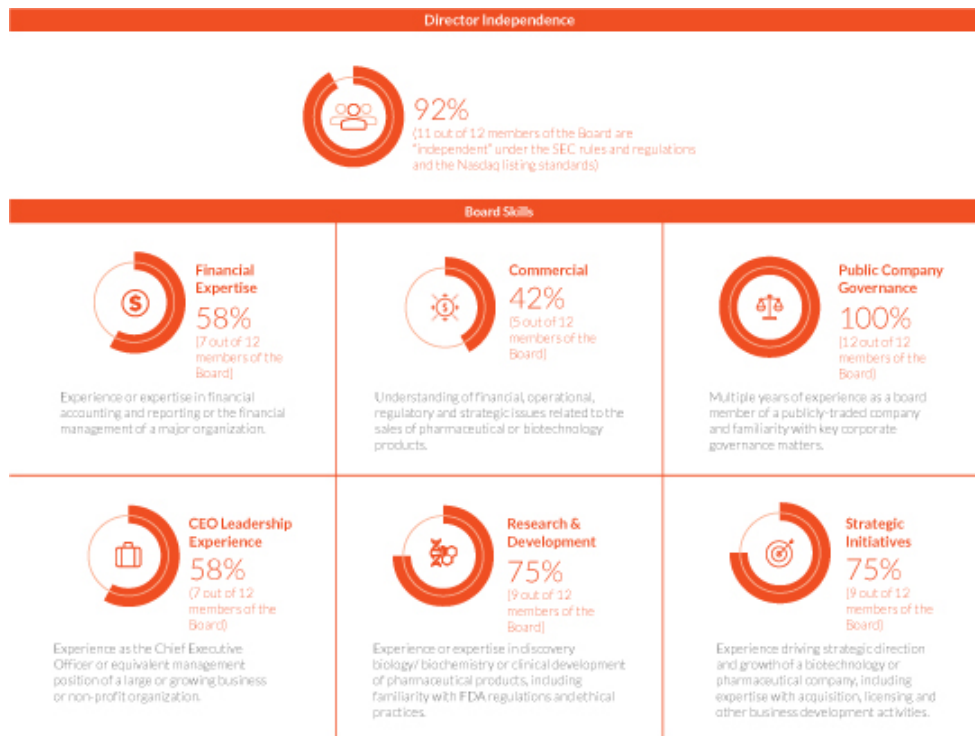 Director Independence
92%
(11 out of 12 members of the Board are
"independent" under the SEC rules and regulations
and the Nasdaq listing standards)
Board Skills
Financial
Expertise
58%
(7 out of 12
members of the
Board)
Experience or expertise in financial
accounting and reporting or the financial
management of a major organization.
Commercial
42%
(5 out of 12
members of the
Board)
Understanding of financial, operational,
regulatory and strategic issues related to the
sales of pharmaceutical or biotechnology
products.
Public Company
Governance
100%
(12 out of 12
members of the
Board)
Multiple years of experience as a board
member of a publicly-traded company
and familiarity with key corporate
governance matters.
CEO Leadership
Experience
58%
(7 out of 12
members of the
Board)
Experience as the Chief Executive
Officer or equivalent management
position of a large or growing business
or non-profit organization.
Research &
Development
75%
(9 out of 12
members of the
Board)
Experience or expertise in discovery
biology/ biochemistry or clinical development
of pharmaceutical products, including
familiarity with FDA regulations and ethical
practices.
Strategic
Initiatives
75%
(9 out of 12
members of the
Board)
Experience driving strategic direction
and growth of a biotechnology or
pharmaceutical company, including
expertise with acquisition, licensing and
other business development activities.